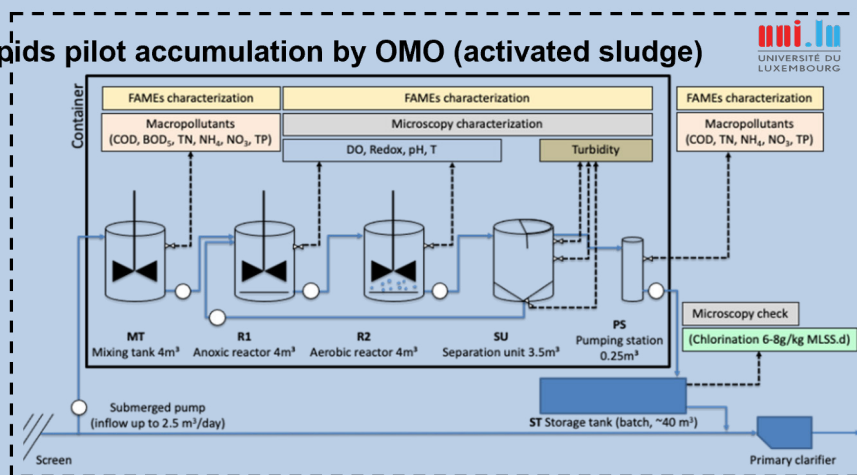 pids pilot accumulation by OMO (activated sludge)
uni.lu
UNIVERSITÉ DU
LUXEMBOURG
Container
FAMEs characterization
FAMEs characterization
FAMEs characterization
Macropollutants
(COD, BOD₅, TN, NH₄, NO₃, TP)
Microscopy characterization
Macropollutants
(COD, TN, NH₄, NO₃, TP)
DO, Redox, pH, T
Turbidity
MT
Mixing tank 4m³
R1
Anoxic reactor 4m³
R2
Aerobic reactor 4m³
SU
Separation unit 3.5m³
PS
Pumping station
0.25m³
Microscopy check
(Chlorination 6-8g/kg MLSS.d)
Submerged pump
(inflow up to 2.5 m³/day)
ST Storage tank (batch, ~40 m³)
Screen
Primary clarifier